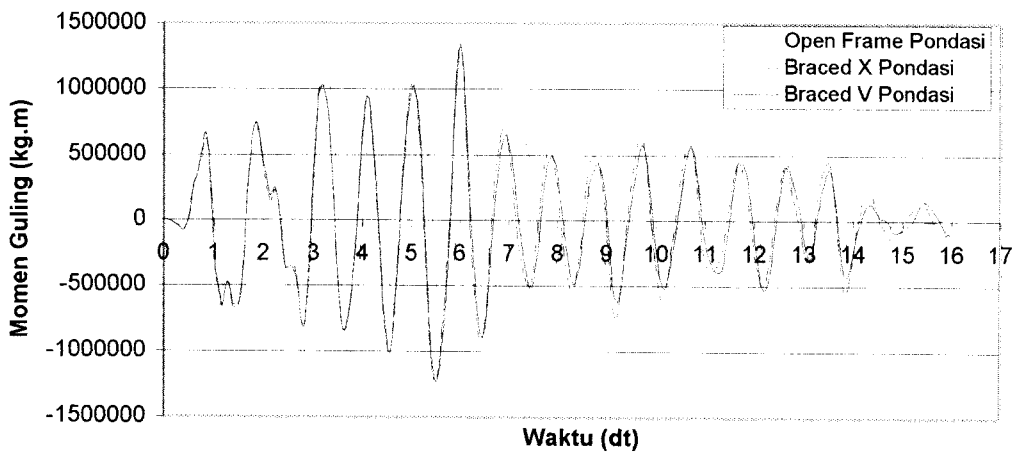 1500000
1000000
500000
0
-500000
-1000000
-1500000
Momen Guling (kg.m)
Open Frame Pondasi
Braced X Pondasi
Braced V Pondasi
0 1 2 3 4 5 6 7 8 9 10 11 12 13 14 15 16 17
Waktu (dt)